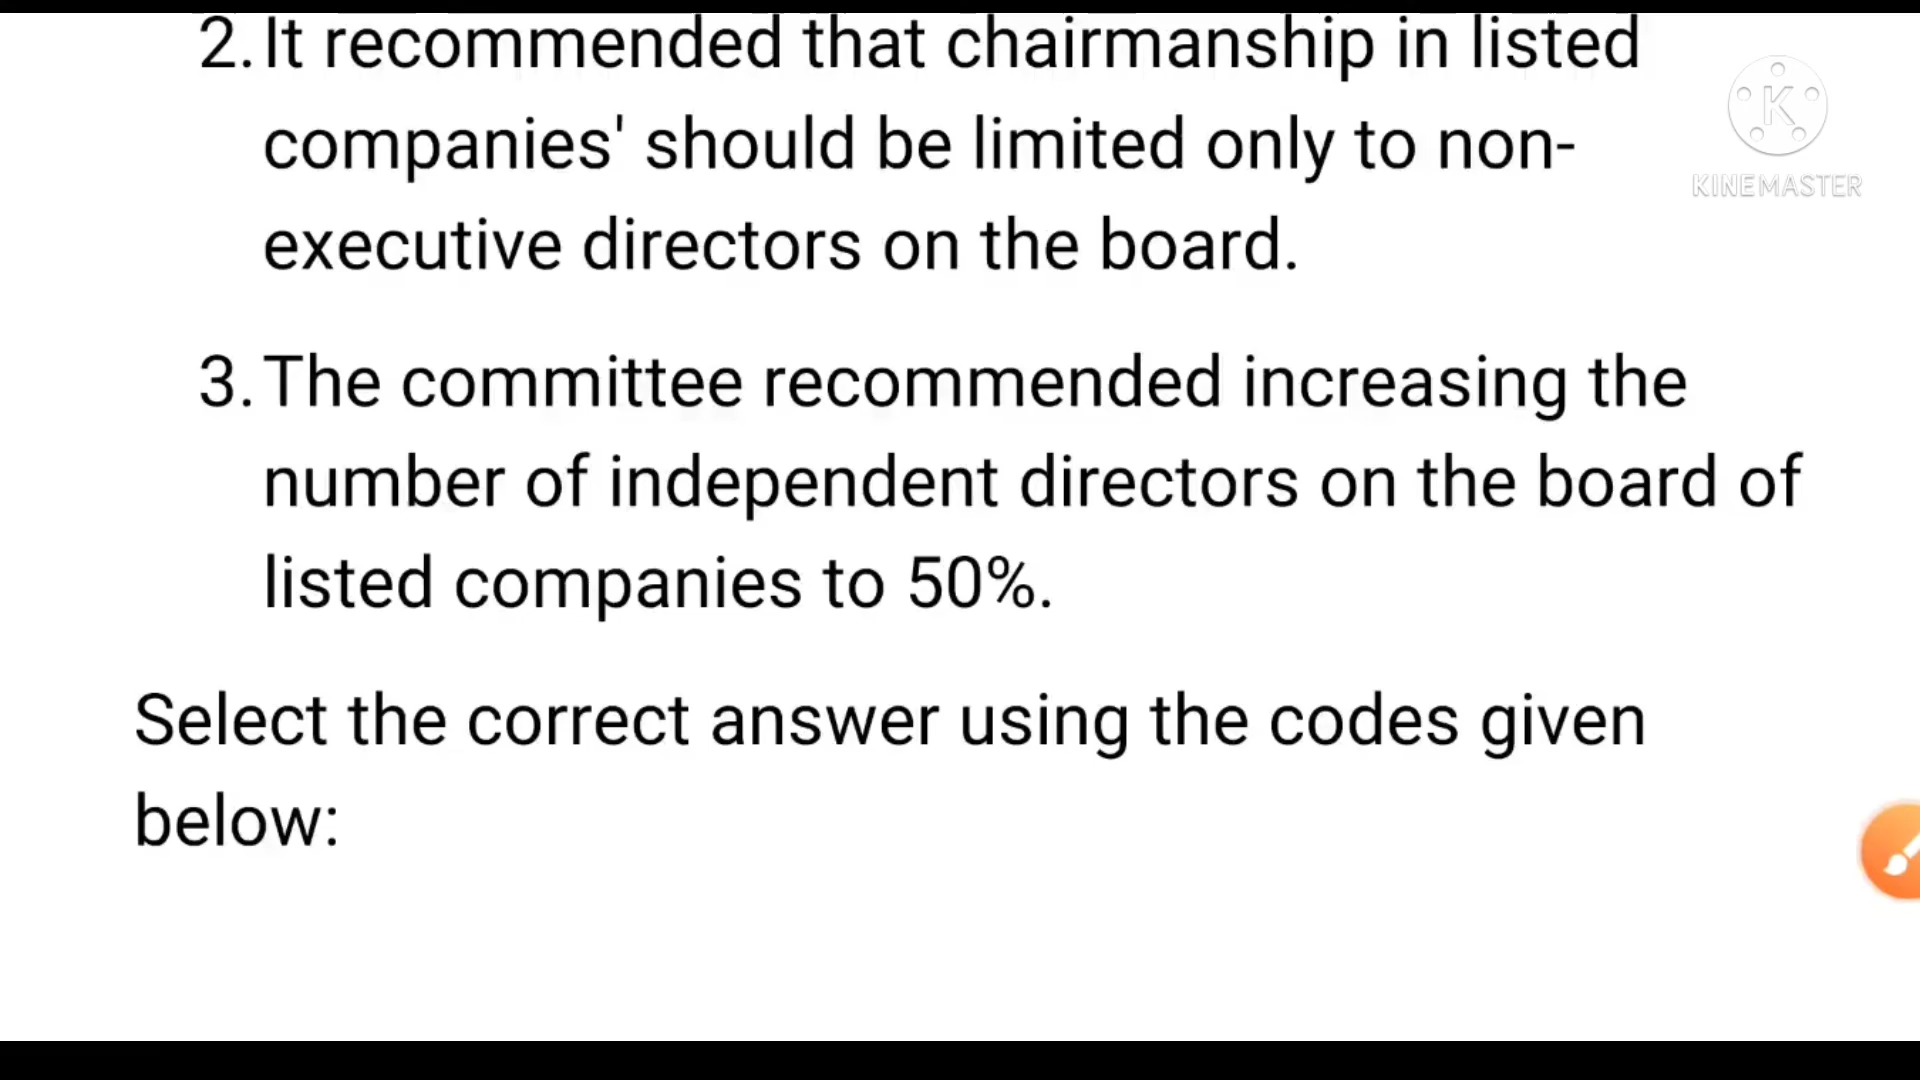 2. It recommended that chairmanship in listed
companies' should be limited only to non-
executive directors on the board.
3. The committee recommended increasing the
number of independent directors on the board of
listed companies to 50%.
Select the correct answer using the codes given
below:
K
KINEMASTER